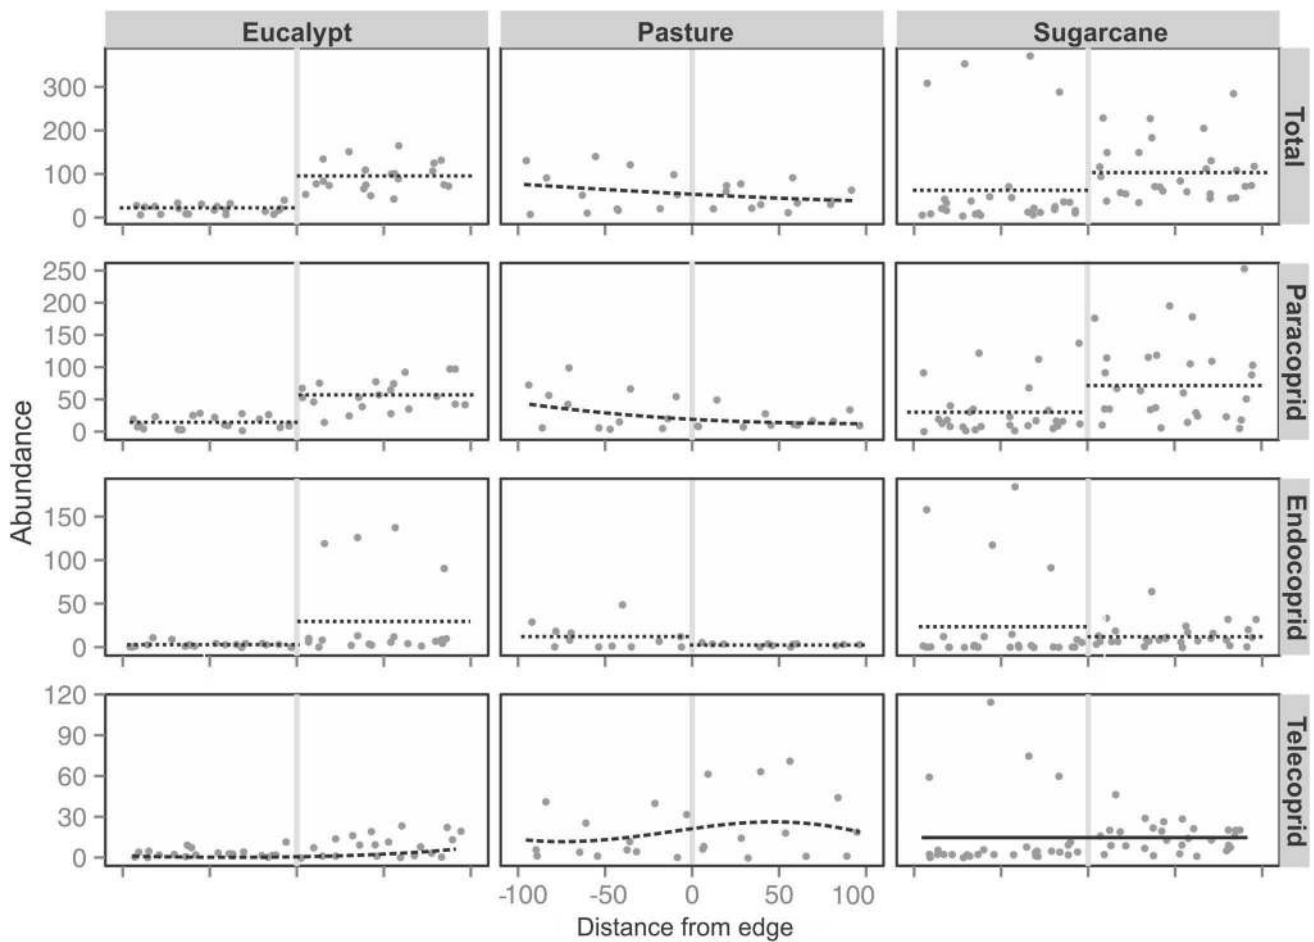 Eucalypt Pasture Sugarcane
300
200
100
0
Total
250
200
150
100
50
0
Paracoprid
Abundance
150
100
50
0
Endocoprid
120
90
60
30
0
Telecoprid
-100 -50 0 50 100
Distance from edge